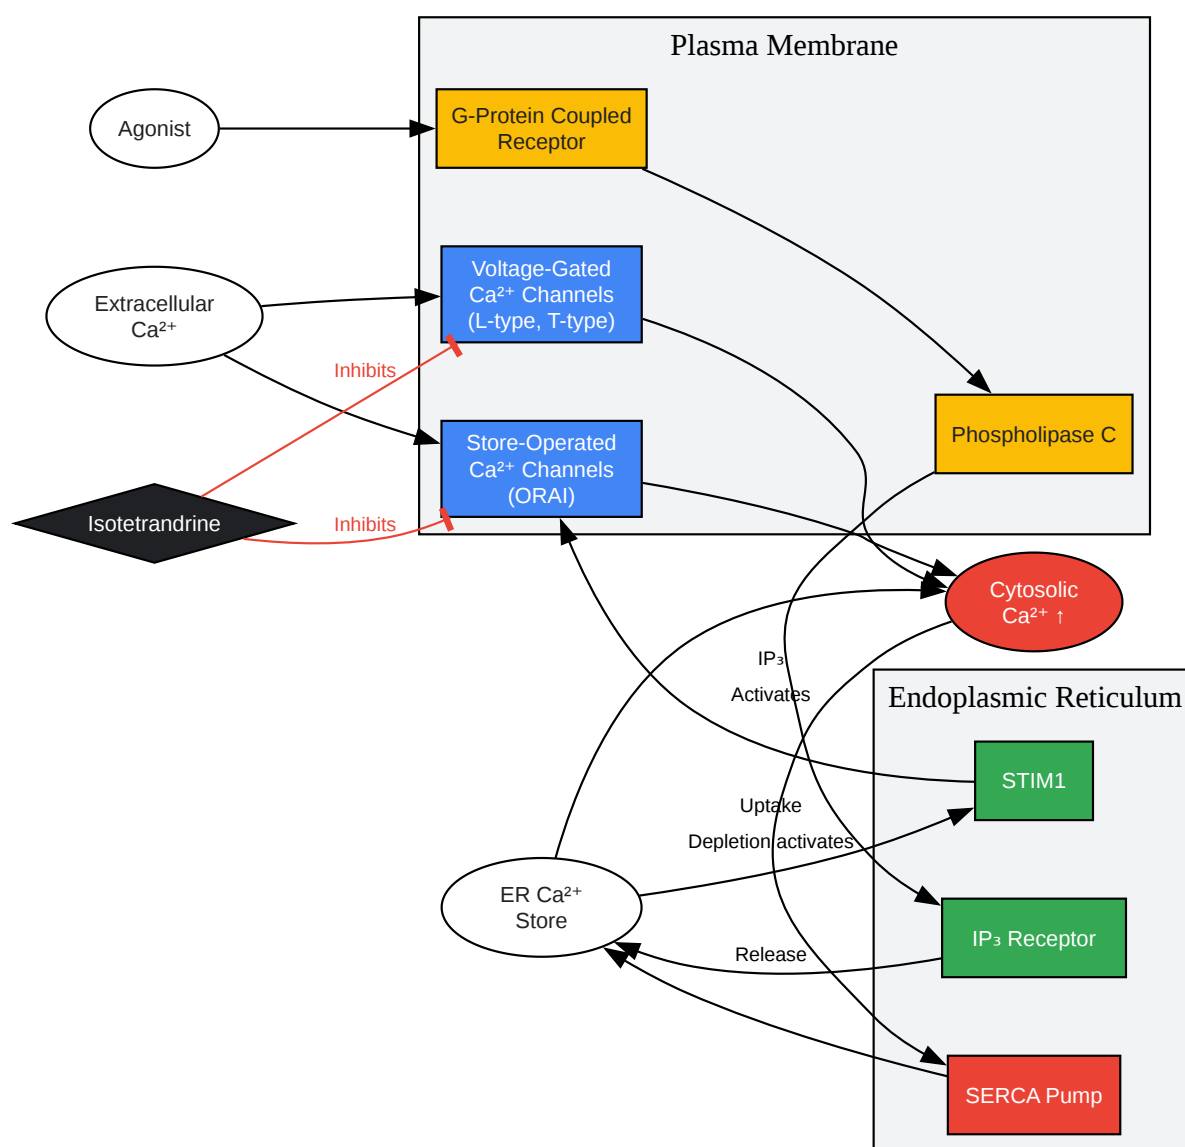 Plasma Membrane
Agonist
G-Protein Coupled
Receptor
Extracellular
Ca²⁺
Voltage-Gated
Ca²⁺ Channels
(L-type, T-type)
Inhibits
Phospholipase C
Store-Operated
Ca²⁺ Channels
(ORAI)
Isotetrandrine
Inhibits
Cytosolic
Ca²⁺ ↑
IP₃
Activates
Endoplasmic Reticulum
STIM1
Uptake
Depletion activates
ER Ca²⁺
Store
IP₃ Receptor
Release
SERCA Pump